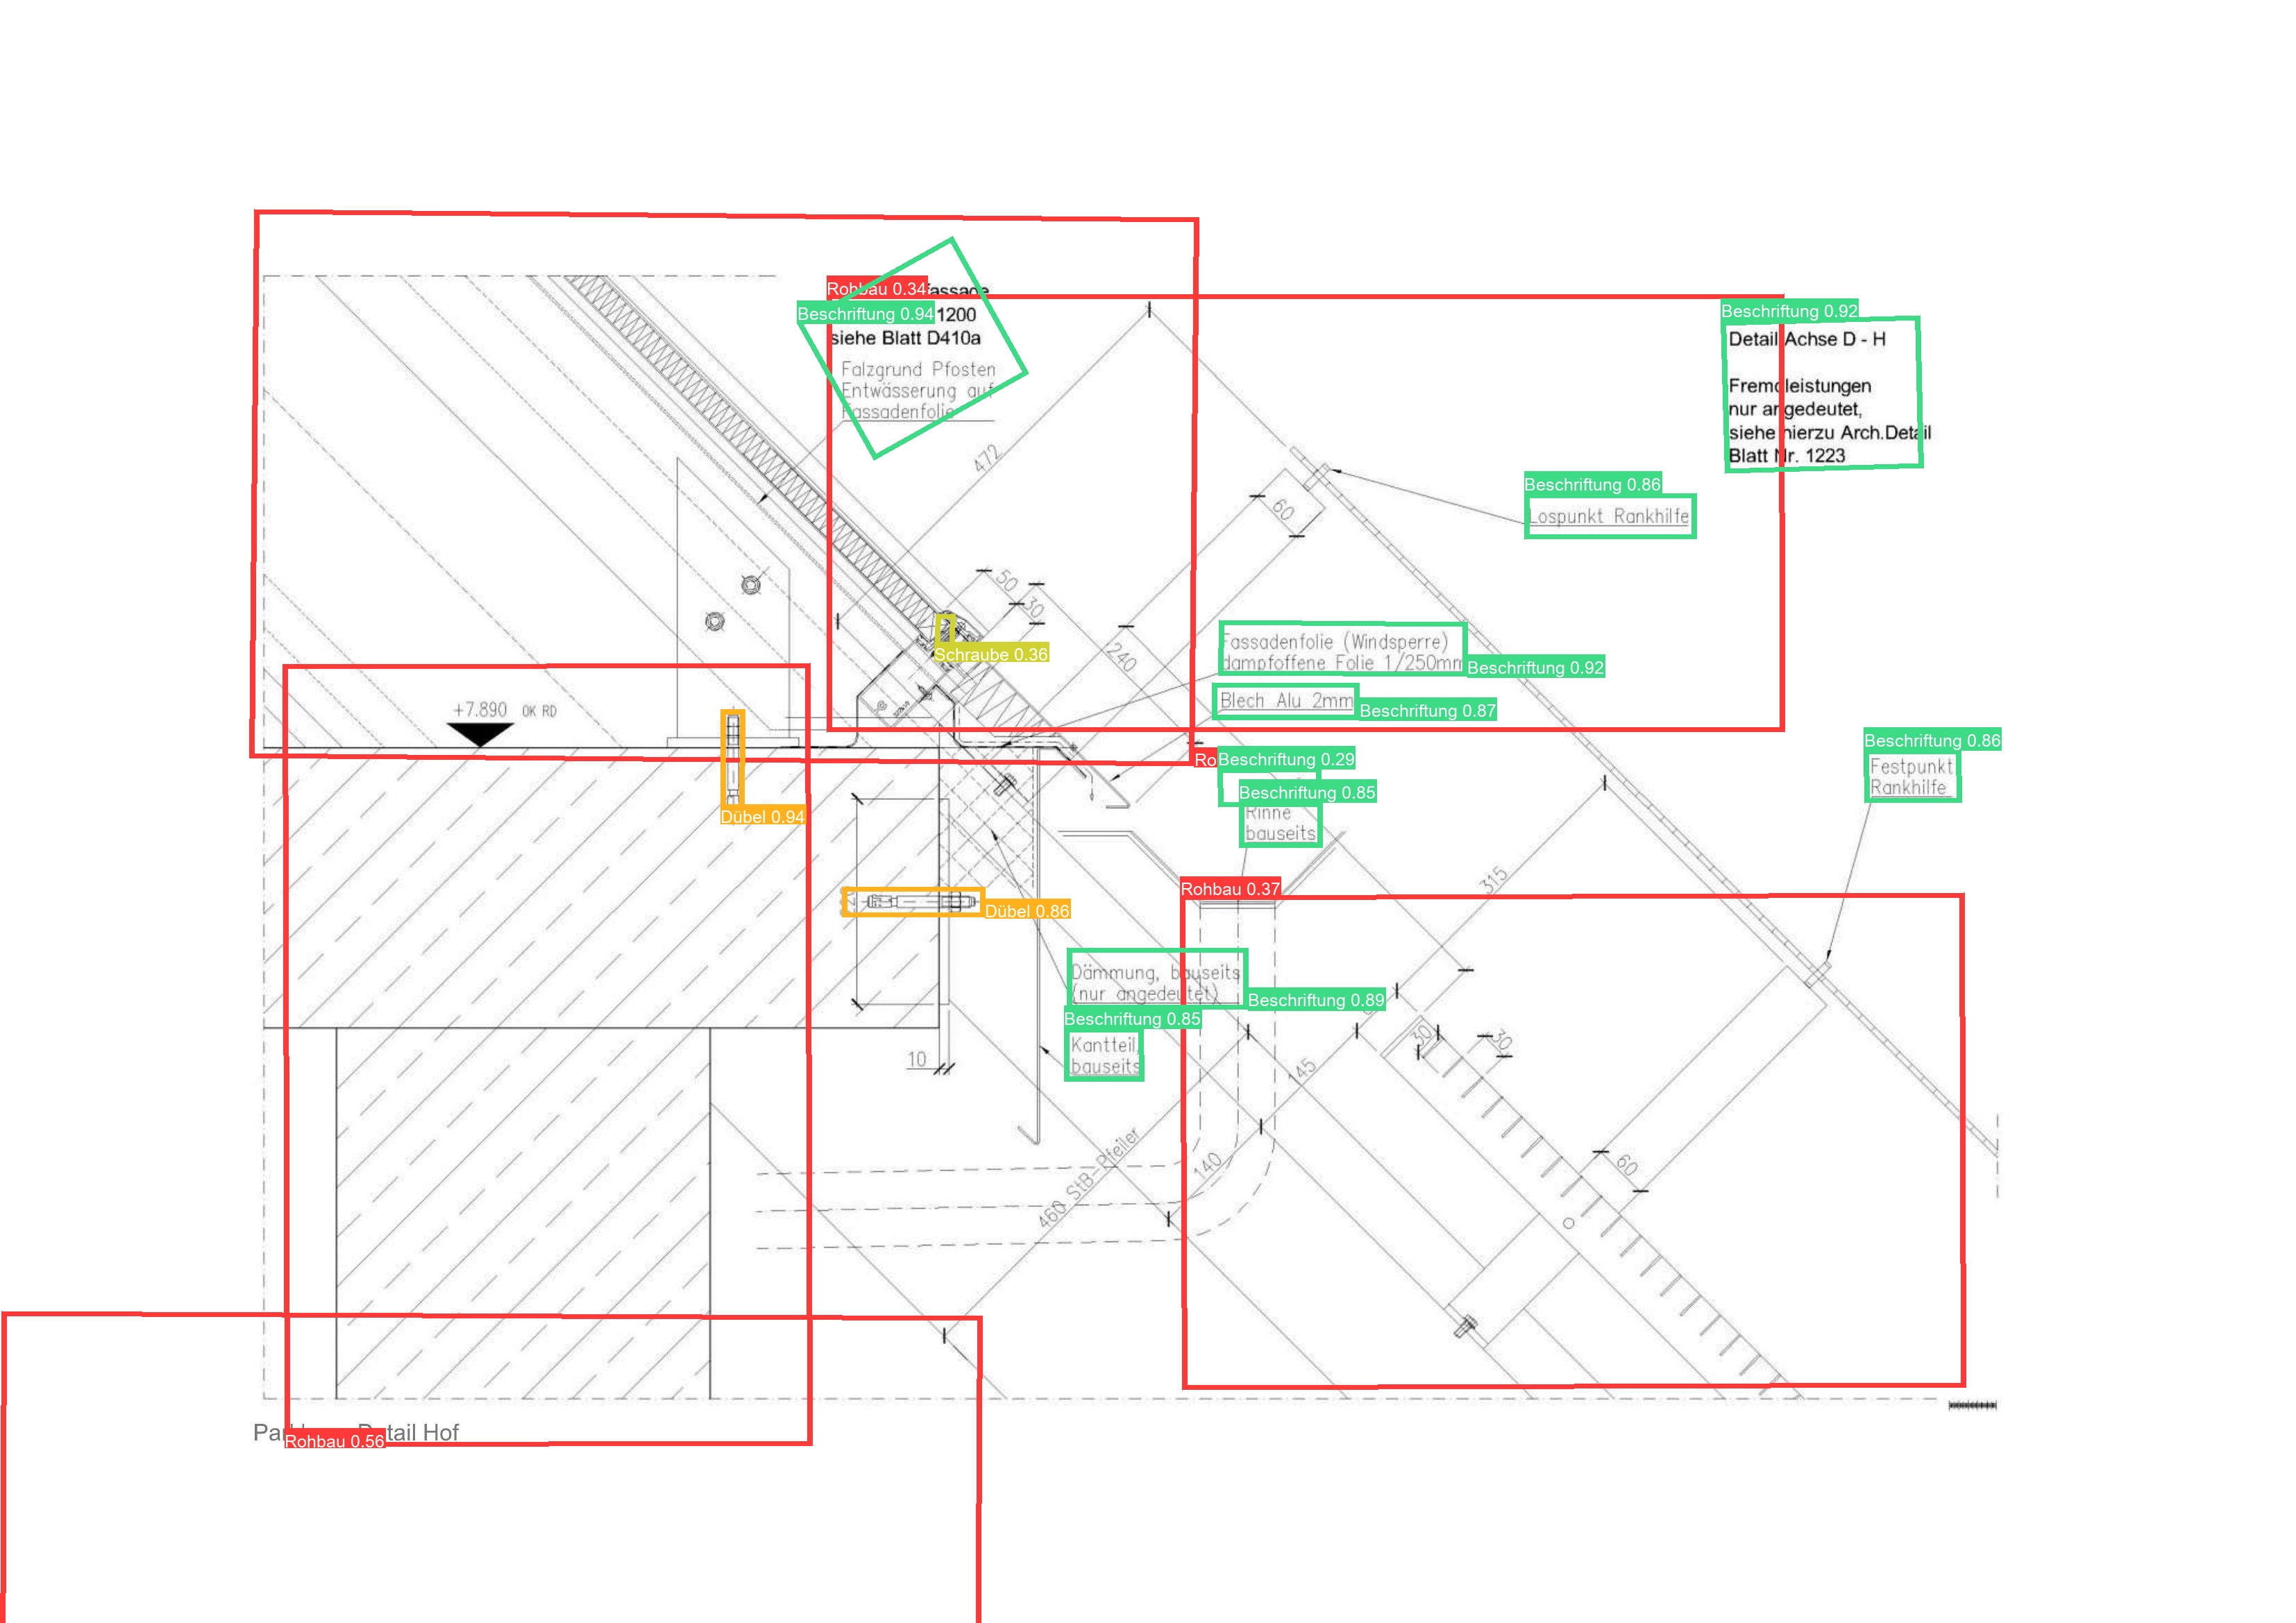 Rohbau 0.34
assade
Beschriftung 0.94
1200
siehe Blatt D410a
Falzgrund Pfosten
Entwässerung auf
Fassadenfolie
Beschriftung 0.92
Detail Achse D - H
Fremdleistungen
nur angedeutet,
siehe hierzu Arch.Detail
Blatt Nr. 1223
472
Beschriftung 0.86
Lospunkt Rankhilfe
60
50
30
240
Schraube 0.36
Fassadenfolie (Windsperre)
dampfoffene Folie 1/250mm
Beschriftung 0.92
Blech Alu 2mm
Beschriftung 0.87
+7.890 OK RD
Ro
Beschriftung 0.29
Beschriftung 0.85
Rinne
bauseits
Beschriftung 0.86
Festpunkt
Rankhilfe
Dübel 0.94
Dübel 0.86
Rohbau 0.37
315
Dämmung, bauseits
(nur angedeutet)
Beschriftung 0.89
Beschriftung 0.85
Kantteil,
bauseits
10
30
30
145
140
460 StB-Pfeiler
60
tail Hof
Rohbau 0.56